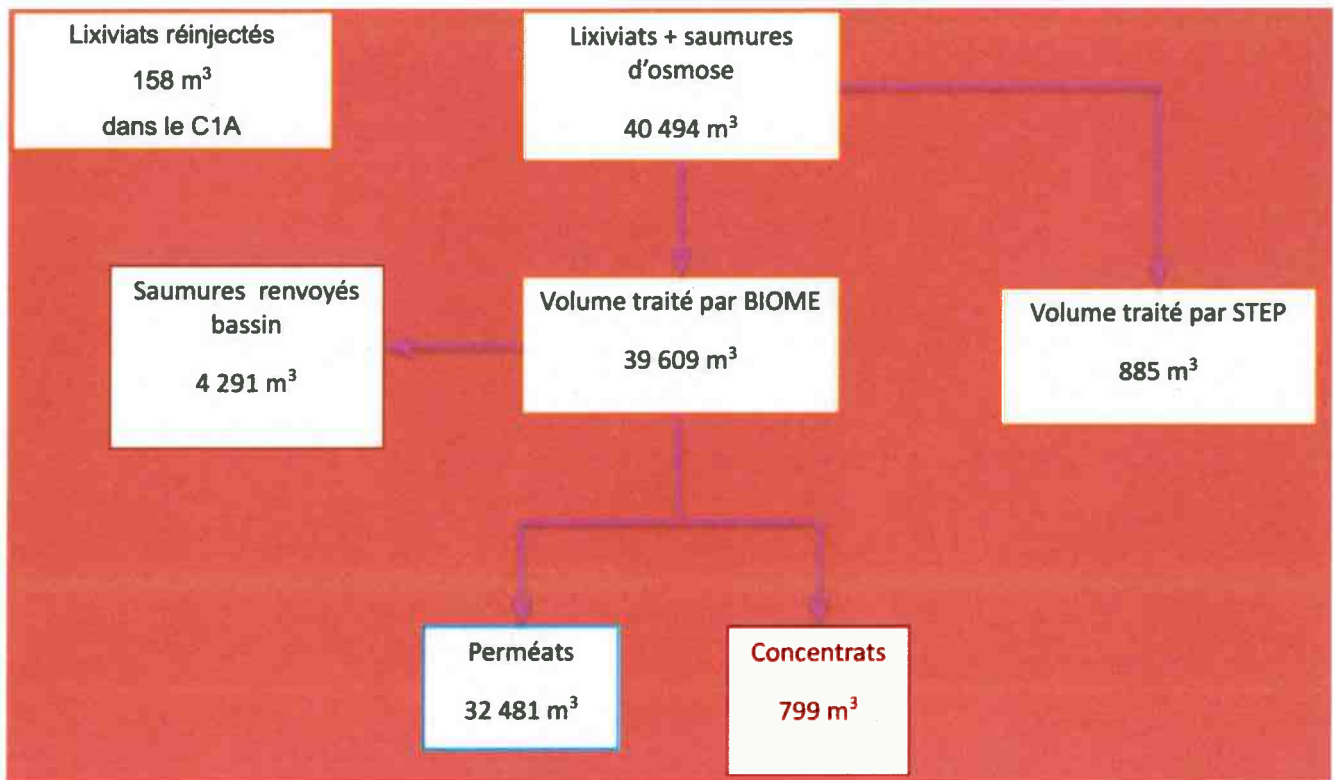 Lixiviats réinjectés
158 m³
dans le C1A
Lixiviats + saumures
d'osmose
40 494 m³
Saumures renvoyés
bassin
4 291 m³
Volume traité par BIOME
39 609 m³
Volume traité par STEP
885 m³
Perméats
32 481 m³
Concentrats
799 m³